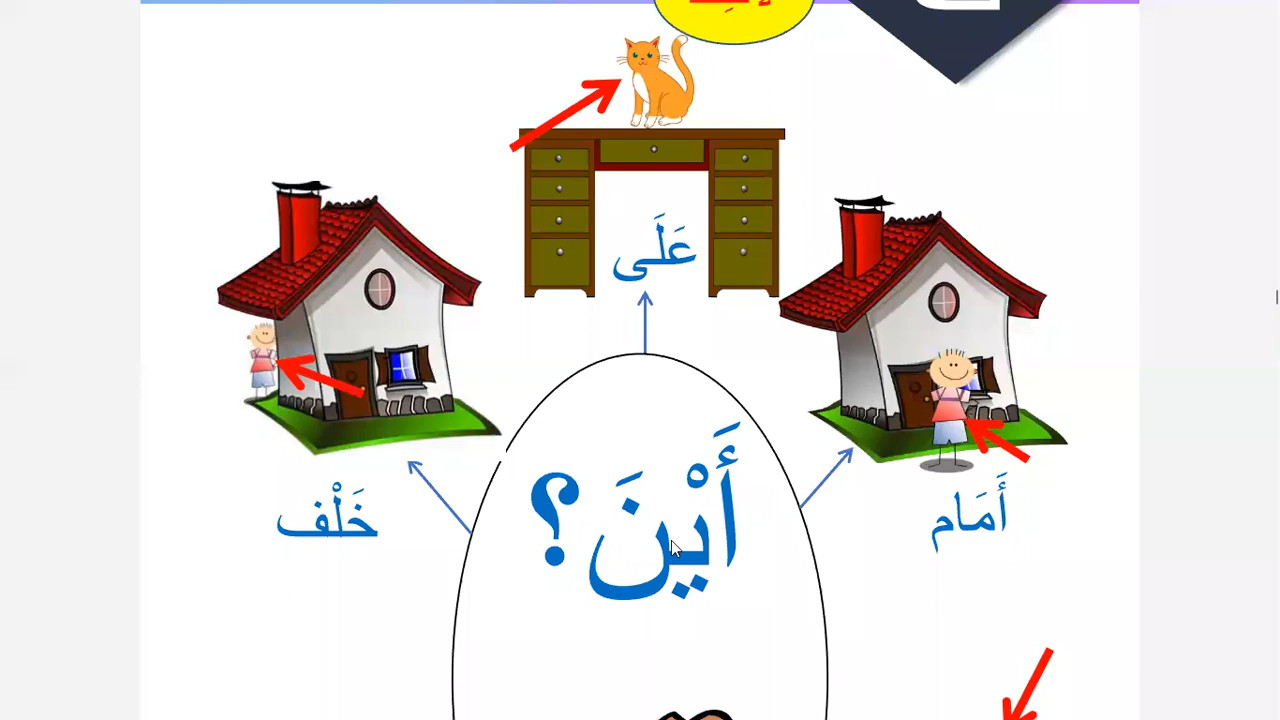 عَلَى
أَمَام
خَلْف
أَيْنَ؟